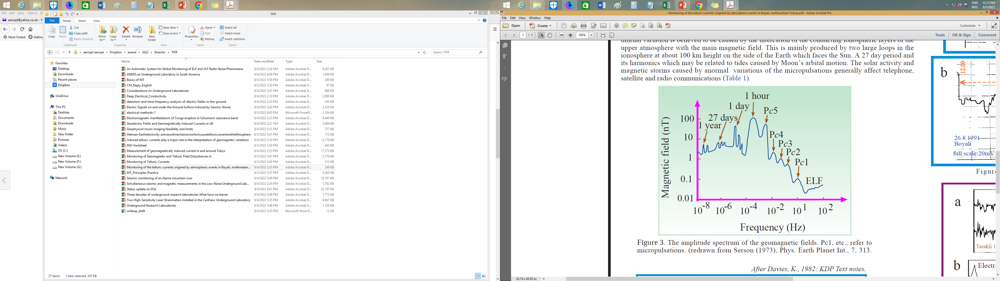 File Edit View History
aerospl@yahoo.co.uk - Y
Most Visited
TIFR
File Home Share View
Copy
Paste
Cut
Copy path
Paste shortcut
Clipboard
Move to
Copy to
Delete
Rename
Organize
New folder
New item
Easy access
New
Properties
Open
Edit
History
Open
Select all
Select none
Invert selection
Select
aerospl aerospl Dropbox anand 2022 Director TIFR
Search TIFR
Favorites
Desktop
Downloads
Recent places
Dropbox
OneDrive
This PC
Desktop
Documents
Downloads
Music
New folder
Pictures
Videos
OS (C:)
New Volume (E:)
New Volume (F:)
New Volume (G:)
Network
Name Date modified Type Size
An Automatic System for Global Monitoring of ELF and VLF Radio Noise Phenomena 8/4/2022 2:26 PM Adobe Acrobat D... 6,061 KB
ANDES an Underground Laboratory in South America 8/4/2022 6:04 PM Adobe Acrobat D... 1,404 KB
Basics of MT 8/3/2022 5:59 PM Adobe Acrobat D... 349 KB
CM_Reply_English 8/3/2022 5:20 PM Adobe Acrobat D... 97 KB
Considerations on Underground Laboratories 8/4/2022 5:41 PM Adobe Acrobat D... 968 KB
Deep_Electrical_Conductivity 8/4/2022 2:19 PM Adobe Acrobat D... 2,898 KB
detection-and-time-frequency-analysis-of-electric-fields-in-the-ground 8/4/2022 2:23 PM Adobe Acrobat D... 245 KB
Electric Signals on and under the Ground Surface Induced by Seismic Waves 8/4/2022 5:42 PM Adobe Acrobat D... 2,510 KB
electrical-methods-1 8/3/2022 6:00 PM Microsoft PowerP... 2,204 KB
Electromagnetic manifestations of Tonga eruption in Schumann resonance band 8/4/2022 2:25 PM Adobe Acrobat D... 9,440 KB
Geoelectric Fields and Geomagnetically Induced Currents in UK 8/4/2022 2:21 PM Adobe Acrobat D... 5,684 KB
Geophysical muon imaging feasibility and limits 8/4/2022 5:31 PM Adobe Acrobat D... 727 KB
Helman-Earthelectricity-areviewofmechanismswhichcausetelluriccurrentsinthelithosphere 8/3/2022 5:01 PM Adobe Acrobat D... 172 KB
Induced telluric currents play a major role in the interpretation of geomagnetic variations 8/4/2022 2:24 PM Adobe Acrobat D... 6,170 KB
INO-Factsheet 8/3/2022 5:59 PM Adobe Acrobat D... 445 KB
Measurement of geomagnetically induced current in and around Tokyo 8/4/2022 2:23 PM Adobe Acrobat D... 17,275 KB
Monitoring of Geomagnetic and Telluric Field Disturbances in 8/3/2022 5:01 PM Adobe Acrobat D... 3,774 KB
Monitoring of Telluric Currents 8/3/2022 5:09 PM Adobe Acrobat D... 213 KB
Monitoring of the telluric currents origined by atmospheric events in Boyali, northwester... 8/4/2022 2:25 PM Adobe Acrobat D... 248 KB
MT_Principles-Practice 8/3/2022 5:57 PM Adobe Acrobat D... 2,065 KB
Seismic monitoring of an Alpine mountain river 8/4/2022 5:40 PM Adobe Acrobat D... 16,197 KB
Simultaneous seismic and magnetic measurements in the Low-Noise Underground Lab... 8/4/2022 2:24 PM Adobe Acrobat D... 1,782 KB
Status update on DUL 8/4/2022 6:01 PM Adobe Acrobat D... 22,197 KB
Three decades of underground research laboratories What have we learne 8/4/2022 5:48 PM Adobe Acrobat D... 1,775 KB
Two High-Sensitivity Laser Strainmeters Installed in the Canfranc Underground Laboratory 8/4/2022 5:35 PM Adobe Acrobat D... 6,667 KB
Underground Research Laboratories 8/4/2022 5:46 PM Adobe Acrobat D... 1,129 KB
writeup_draft 8/4/2022 5:25 PM Microsoft Word D... 12 KB
27 items 1 item selected 247 KB
ENG INTL
12:12 PM
8/5/2022
Monitoring of the telluric currents origined by atmospheric events in Boyali, northwestern Turkey.pdf - Adobe Acrobat Pro
File Edit View Window Help
Open Create Customize
1 / 1 100% Tools Fill & Sign Comment
diurnal variation is believed to be caused by the intercation of the conducting ionospheric layers of the
upper atmosphere with the main magnetic field. This is mainly produced by two large loops in the
ionosphere at about 100 km height on the side of the Earth which faces the Sun. A 27 day period and
its harmonics which may be related to tides caused by Moon's arbital motion. The solar activity and
magnetic storms caused by anormal variations of the micropulsations generally affect telephone,
satellite and radio communications (Table 1).
1 hour
1 day
Pc5
27 days
1 year
Pc4
Pc3
Pc2
Pc1
ELF
Magnetic field (nT)
100
10
1
0.1
0.01
10-8 10-6 10-4 10-2 101 102
Frequency (Hz)
Figure 3. The amplitude spectrum of the geomagnetic fields. Pc1, etc., refer to
micropulsations. (redrawn from Serson (1973), Phys. Earth Planet Int., 7, 313.
After Davies, K., 1982: KDP Text notes.
33.10 x 43.93 in
b
12.00
26.8.1991
Boyali
full scale:20mV
Figur
a
Tarakli 1
b
Electr